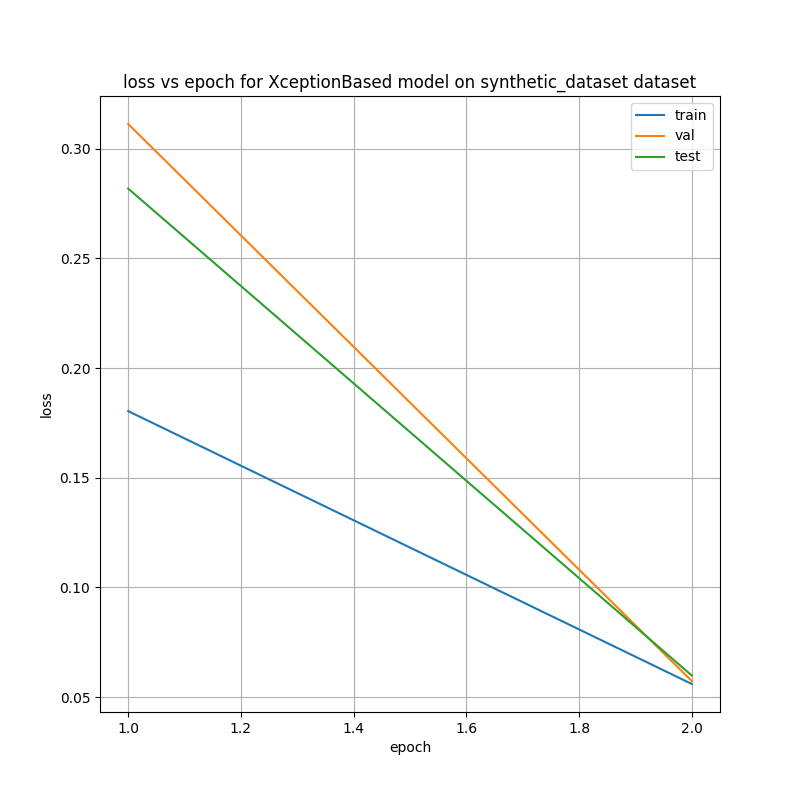 loss vs epoch for XceptionBased model on synthetic_dataset dataset
train
val
test
0.30
0.25
0.20
0.15
0.10
0.05
loss
1.0 1.2 1.4 1.6 1.8 2.0
epoch